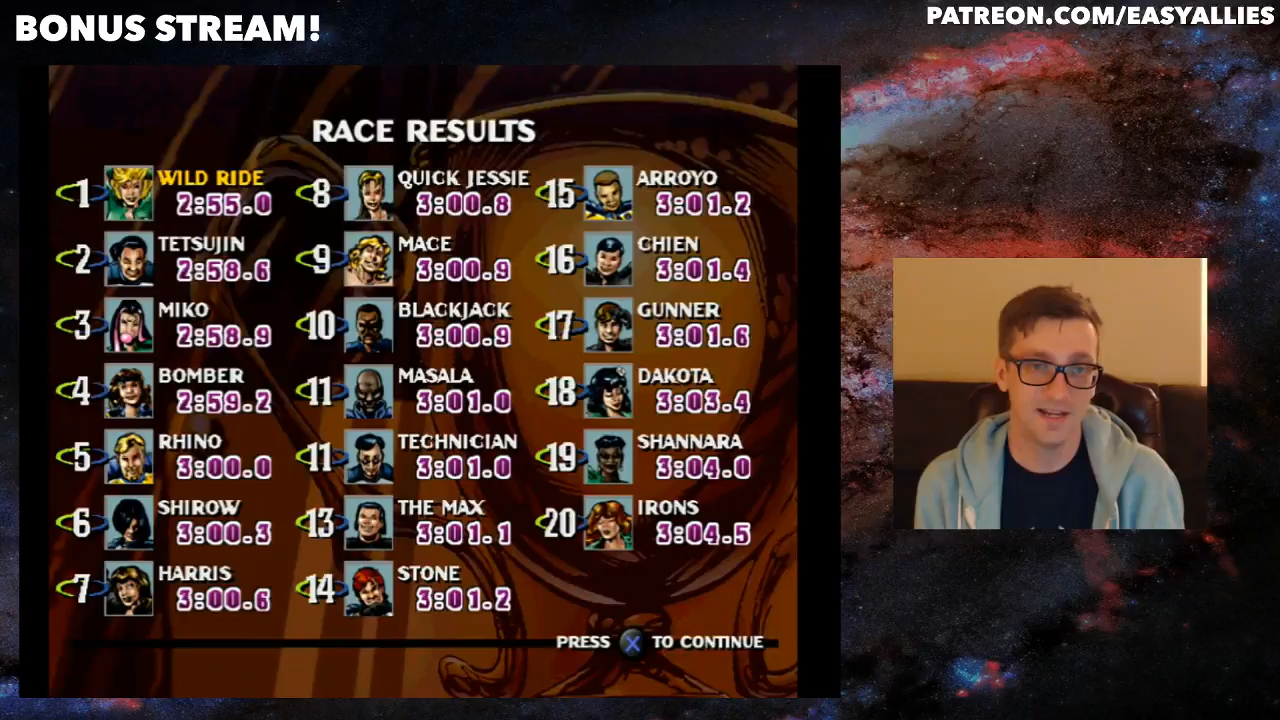 BONUS STREAM!
PATREON.COM/EASYALLIES
RACE RESULTS
1 WILD RIDE 2:55.0
2 TETSUJIN 2:58.6
3 MIKO 2:58.9
4 BOMBER 2:59.2
5 RHINO 3:00.0
6 SHIROW 3:00.3
7 HARRIS 3:00.6
8 QUICK JESSIE 3:00.8
9 MACE 3:00.9
10 BLACKJACK 3:00.9
11 MASALA 3:01.0
11 TECHNICIAN 3:01.0
13 THE MAX 3:01.1
14 STONE 3:01.2
15 ARROYO 3:01.2
16 CHIEN 3:01.4
17 GUNNER 3:01.6
18 DAKOTA 3:03.4
19 SHANNARA 3:04.0
20 IRONS 3:04.5
PRESS X TO CONTINUE